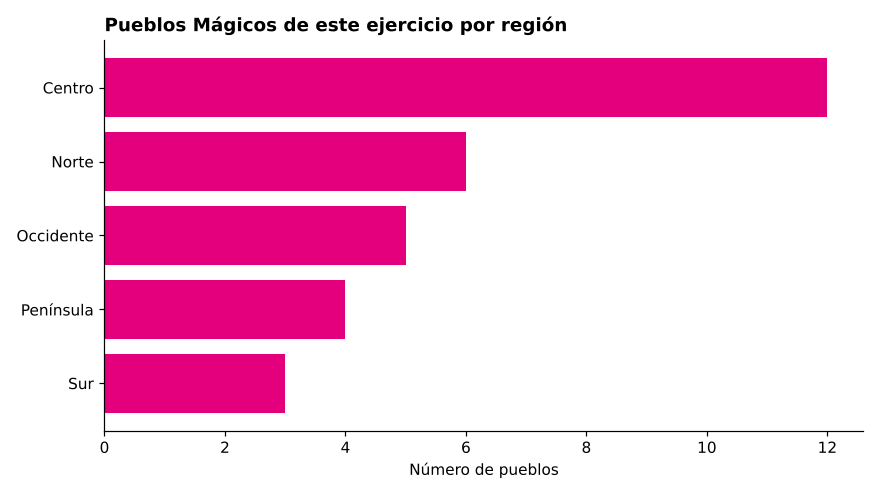 Pueblos Mágicos de este ejercicio por región
Centro
Norte
Occidente
Península
Sur
0 2 4 6 8 10 12
Número de pueblos